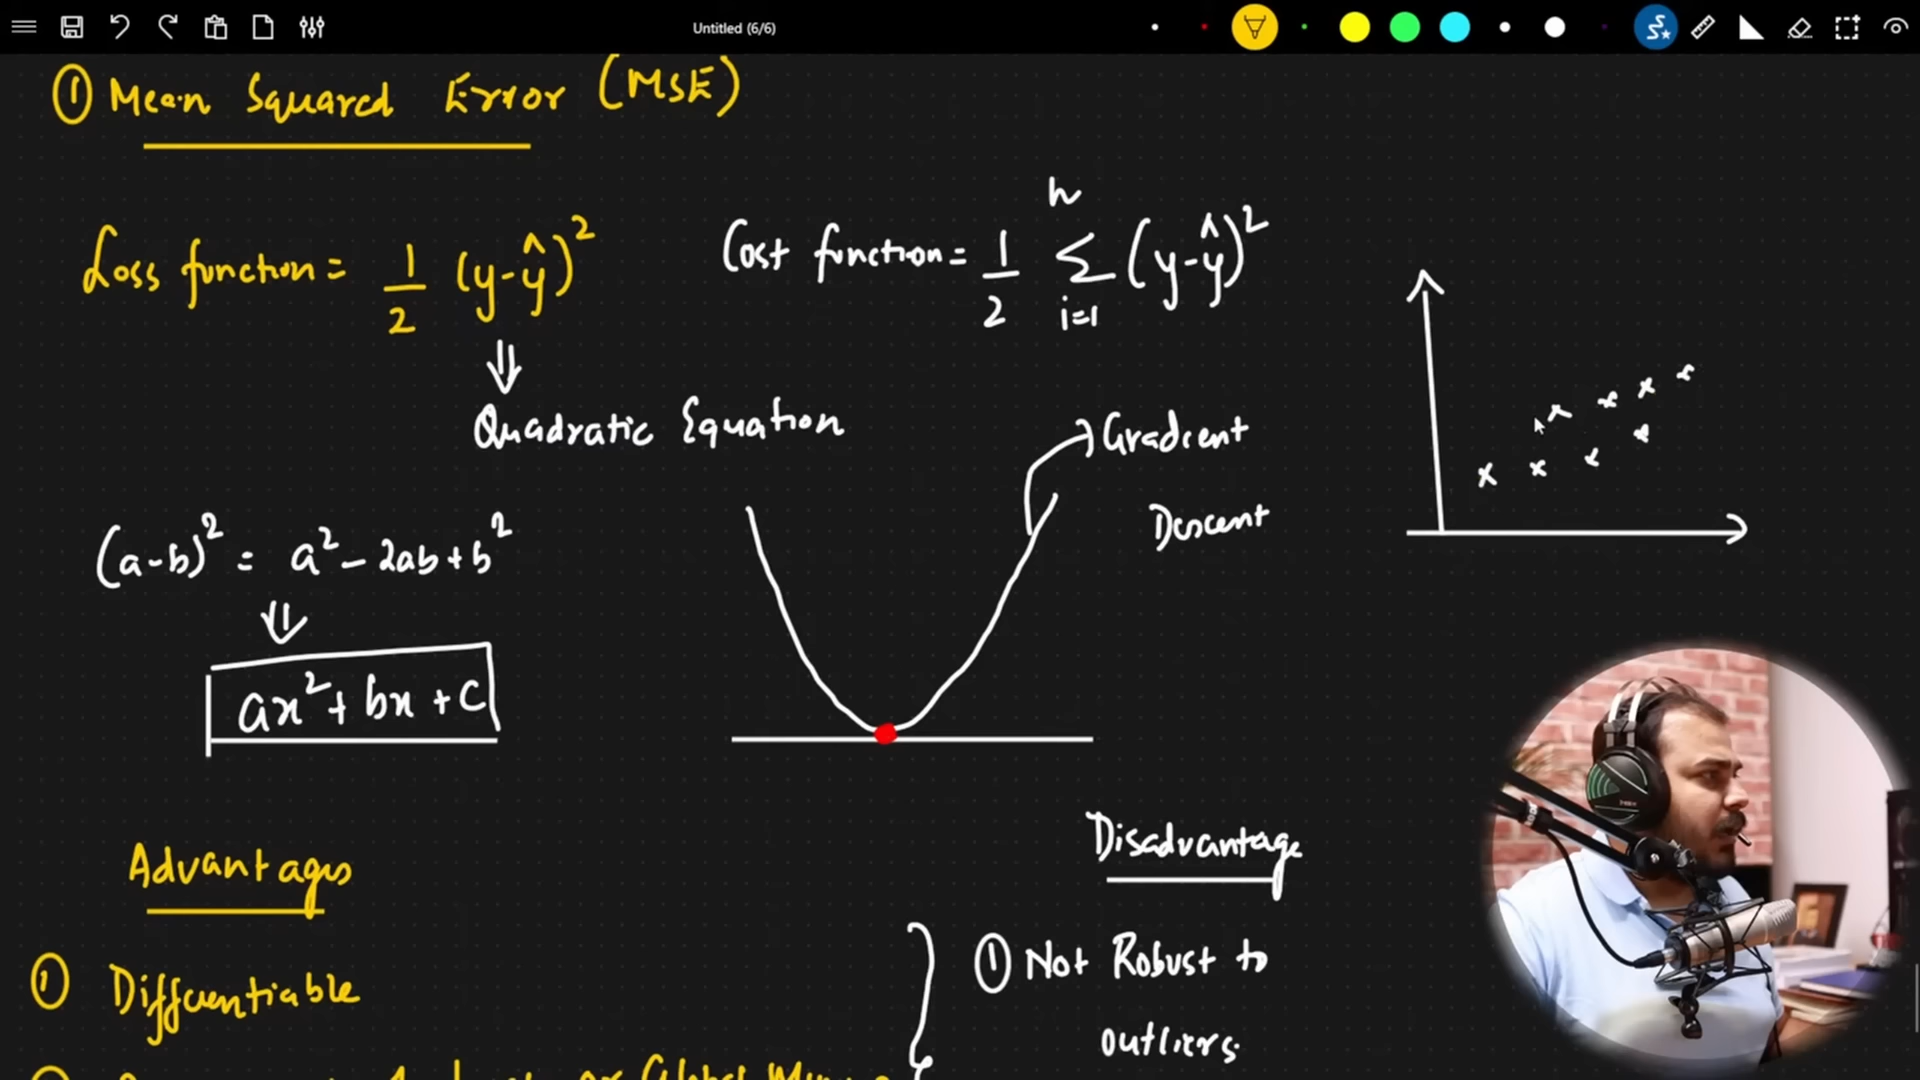 Untitled (6/6)
① Mean Squared Error (MSE)
Loss function = 1/2 (y-ŷ)²
Cost function = 1/2 n Σ i=1 (y-ŷ)²
⇓
Quadratic Equation
Gradient
Descent
(a-b)² = a² - 2ab + b²
⇓
ax² + bx + c
Advantages
Disadvantage
① Differentiable
① Not Robust to
outliers.
or Global